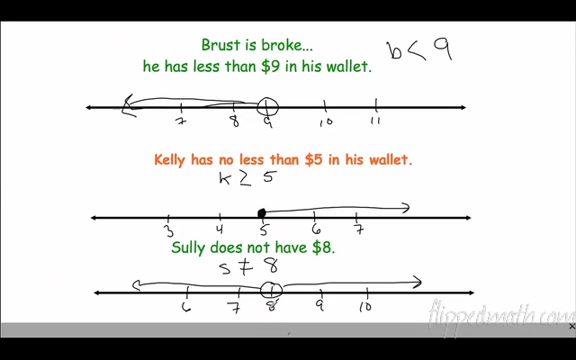 Brust is broke...
he has less than $9 in his wallet.
b < 9
7 8 9 10 11
Kelly has no less than $5 in his wallet.
K ≥ 5
3 4 5 6 7
Sully does not have $8.
s ≠ 8
6 7 8 9 10
flippedmath.com